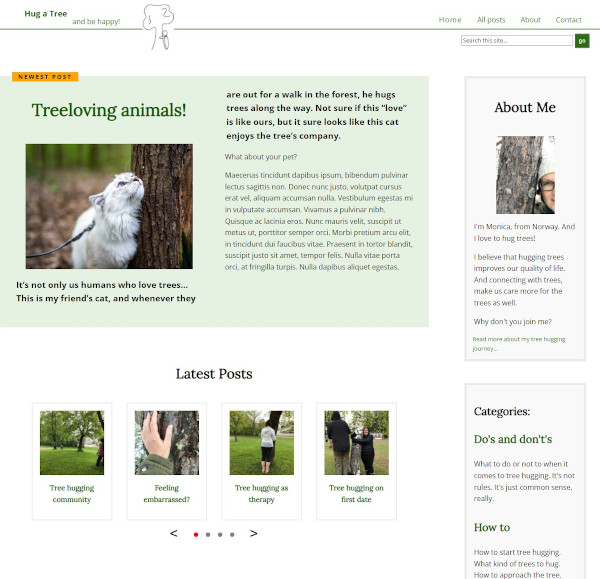 Hug a Tree
and be happy!
Home All posts About Contact
Search this site...
go
NEWEST POST
Treeloving animals!
It's not only us humans who love trees...
This is my friend's cat, and whenever they
are out for a walk in the forest, he hugs
trees along the way. Not sure if this "love"
is like ours, but it sure looks like this cat
enjoys the tree's company.
What about your pet?
Maecenas tincidunt dapibus ipsum, bibendum pulvinar
lectus sagittis non. Donec nunc justo, volutpat cursus
erat vel, aliquam accumsan nulla. Vestibulum egestas mi
in vulputate accumsan. Vivamus a pulvinar nibh.
Quisque ac lacinia eros. Nunc mauris velit, suscipit ut
metus ut, porttitor semper orci. Morbi pretium arcu elit,
in tincidunt dui faucibus vitae. Praesent in tortor blandit,
suscipit justo sit amet, tempor felis. Nulla vitae porta
orci, at fringilla turpis. Nulla dapibus aliquet egestas.
Latest Posts
Tree hugging
community
Feeling
embarrassed?
Tree hugging as
therapy
Tree hugging on
first date
< >
About Me
I'm Monica, from Norway. And
I love to hug trees!
I believe that hugging trees
improves our quality of life.
And connecting with trees,
make us care more for the
trees as well.
Why don't you join me?
Read more about my tree hugging
journey...
Categories:
Do's and don't's
What to do or not to when it
comes to tree hugging. It's not
rules. It's just common sense,
really.
How to
How to start tree hugging.
What kind of trees to hug.
How to approach the tree.